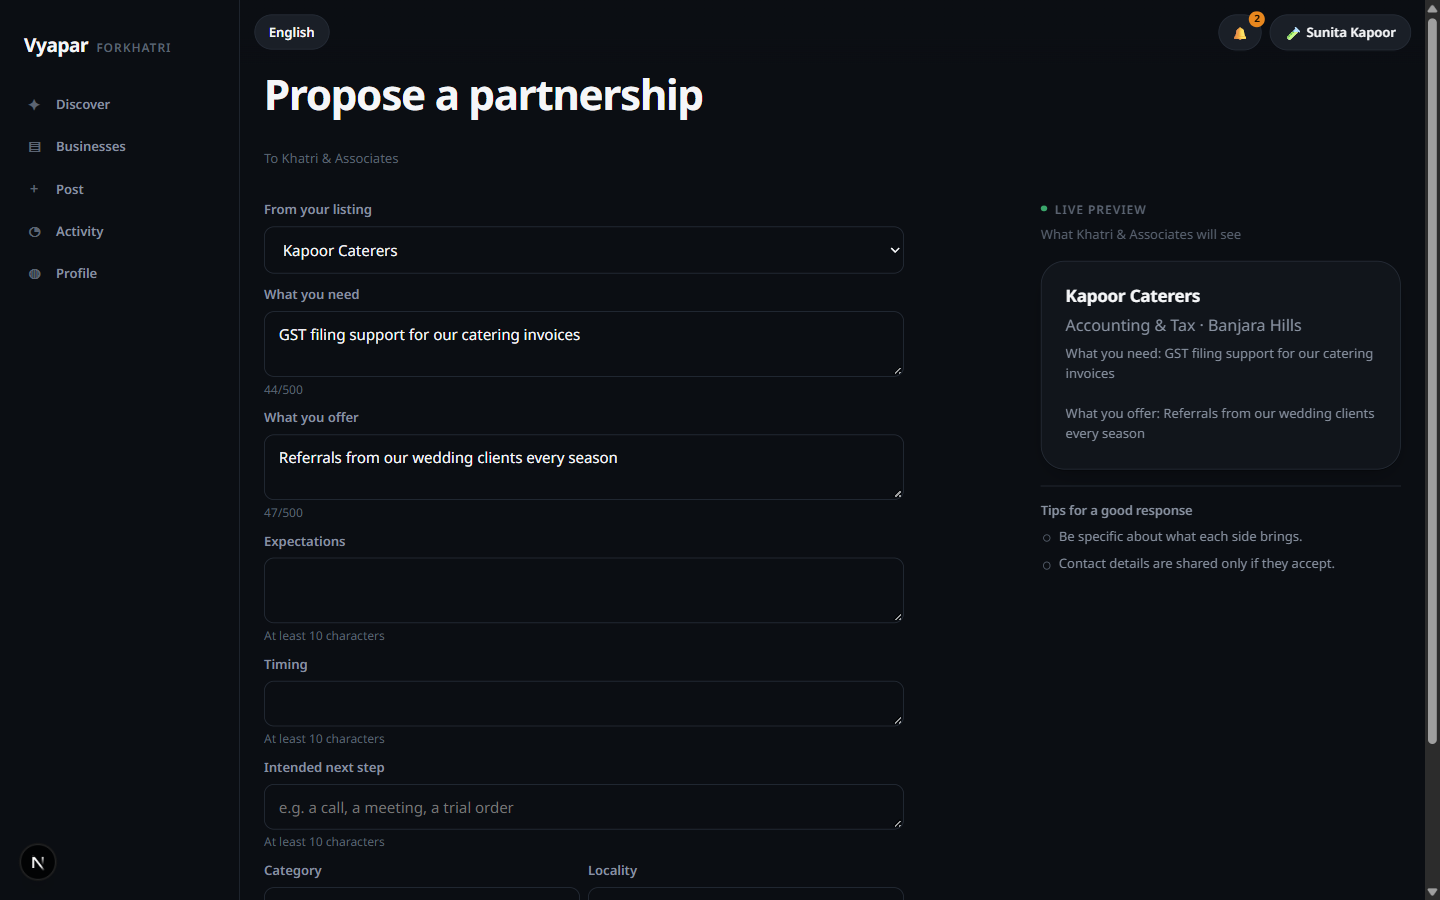 Vyapar FORKHATRI
Discover
Businesses
Post
Activity
Profile
N
English
2
Sunita Kapoor
Propose a partnership
To Khatri & Associates
From your listing
Kapoor Caterers
What you need
GST filing support for our catering invoices
44/500
What you offer
Referrals from our wedding clients every season
47/500
Expectations
At least 10 characters
Timing
At least 10 characters
Intended next step
e.g. a call, a meeting, a trial order
At least 10 characters
Category Locality
LIVE PREVIEW
What Khatri & Associates will see
Kapoor Caterers
Accounting & Tax · Banjara Hills
What you need: GST filing support for our catering
invoices
What you offer: Referrals from our wedding clients
every season
Tips for a good response
Be specific about what each side brings.
Contact details are shared only if they accept.